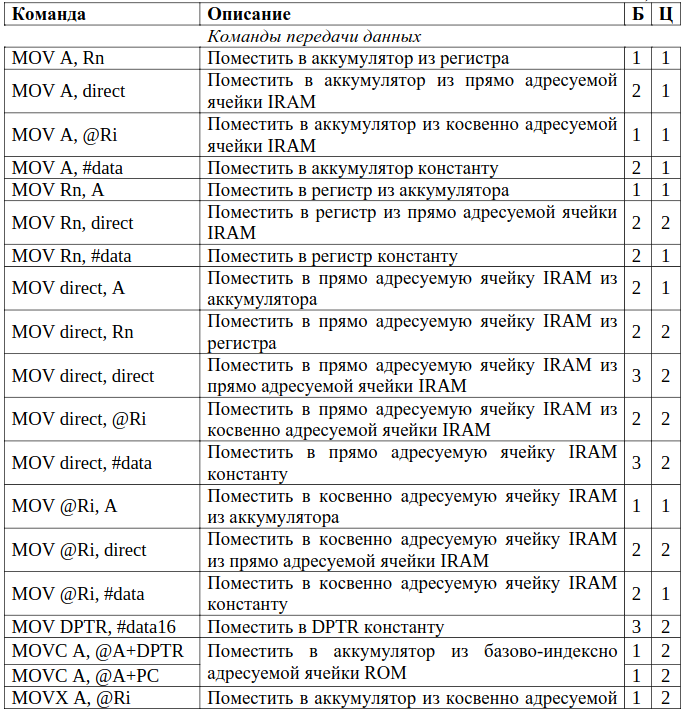 Команда Описание Б Ц
Команды передачи данных
MOV A, Rn Поместить в аккумулятор из регистра 1 1
MOV A, direct Поместить в аккумулятор из прямо адресуемой
ячейки IRAM 2 1
MOV A, @Ri Поместить в аккумулятор из косвенно адресуемой
ячейки IRAM 1 1
MOV A, #data Поместить в аккумулятор константу 2 1
MOV Rn, A Поместить в регистр из аккумулятора 1 1
MOV Rn, direct Поместить в регистр из прямо адресуемой ячейки
IRAM 2 2
MOV Rn, #data Поместить в регистр константу 2 1
MOV direct, A Поместить в прямо адресуемую ячейку IRAM из
аккумулятора 2 1
MOV direct, Rn Поместить в прямо адресуемую ячейку IRAM из
регистра 2 2
MOV direct, direct Поместить в прямо адресуемую ячейку IRAM из
прямо адресуемой ячейки IRAM 3 2
MOV direct, @Ri Поместить в прямо адресуемую ячейку IRAM из
косвенно адресуемой ячейки IRAM 2 2
MOV direct, #data Поместить в прямо адресуемую ячейку IRAM
константу 3 2
MOV @Ri, A Поместить в косвенно адресуемую ячейку IRAM
из аккумулятора 1 1
MOV @Ri, direct Поместить в косвенно адресуемую ячейку IRAM
из прямо адресуемой ячейки IRAM 2 2
MOV @Ri, #data Поместить в косвенно адресуемую ячейку IRAM
константу 2 1
MOV DPTR, #data16 Поместить в DPTR константу 3 2
MOVC A, @A+DPTR Поместить в аккумулятор из базово-индексно 1 2
MOVC A, @A+PC адресуемой ячейки ROM 1 2
MOVX A, @Ri Поместить в аккумулятор из косвенно адресуемой 1 2